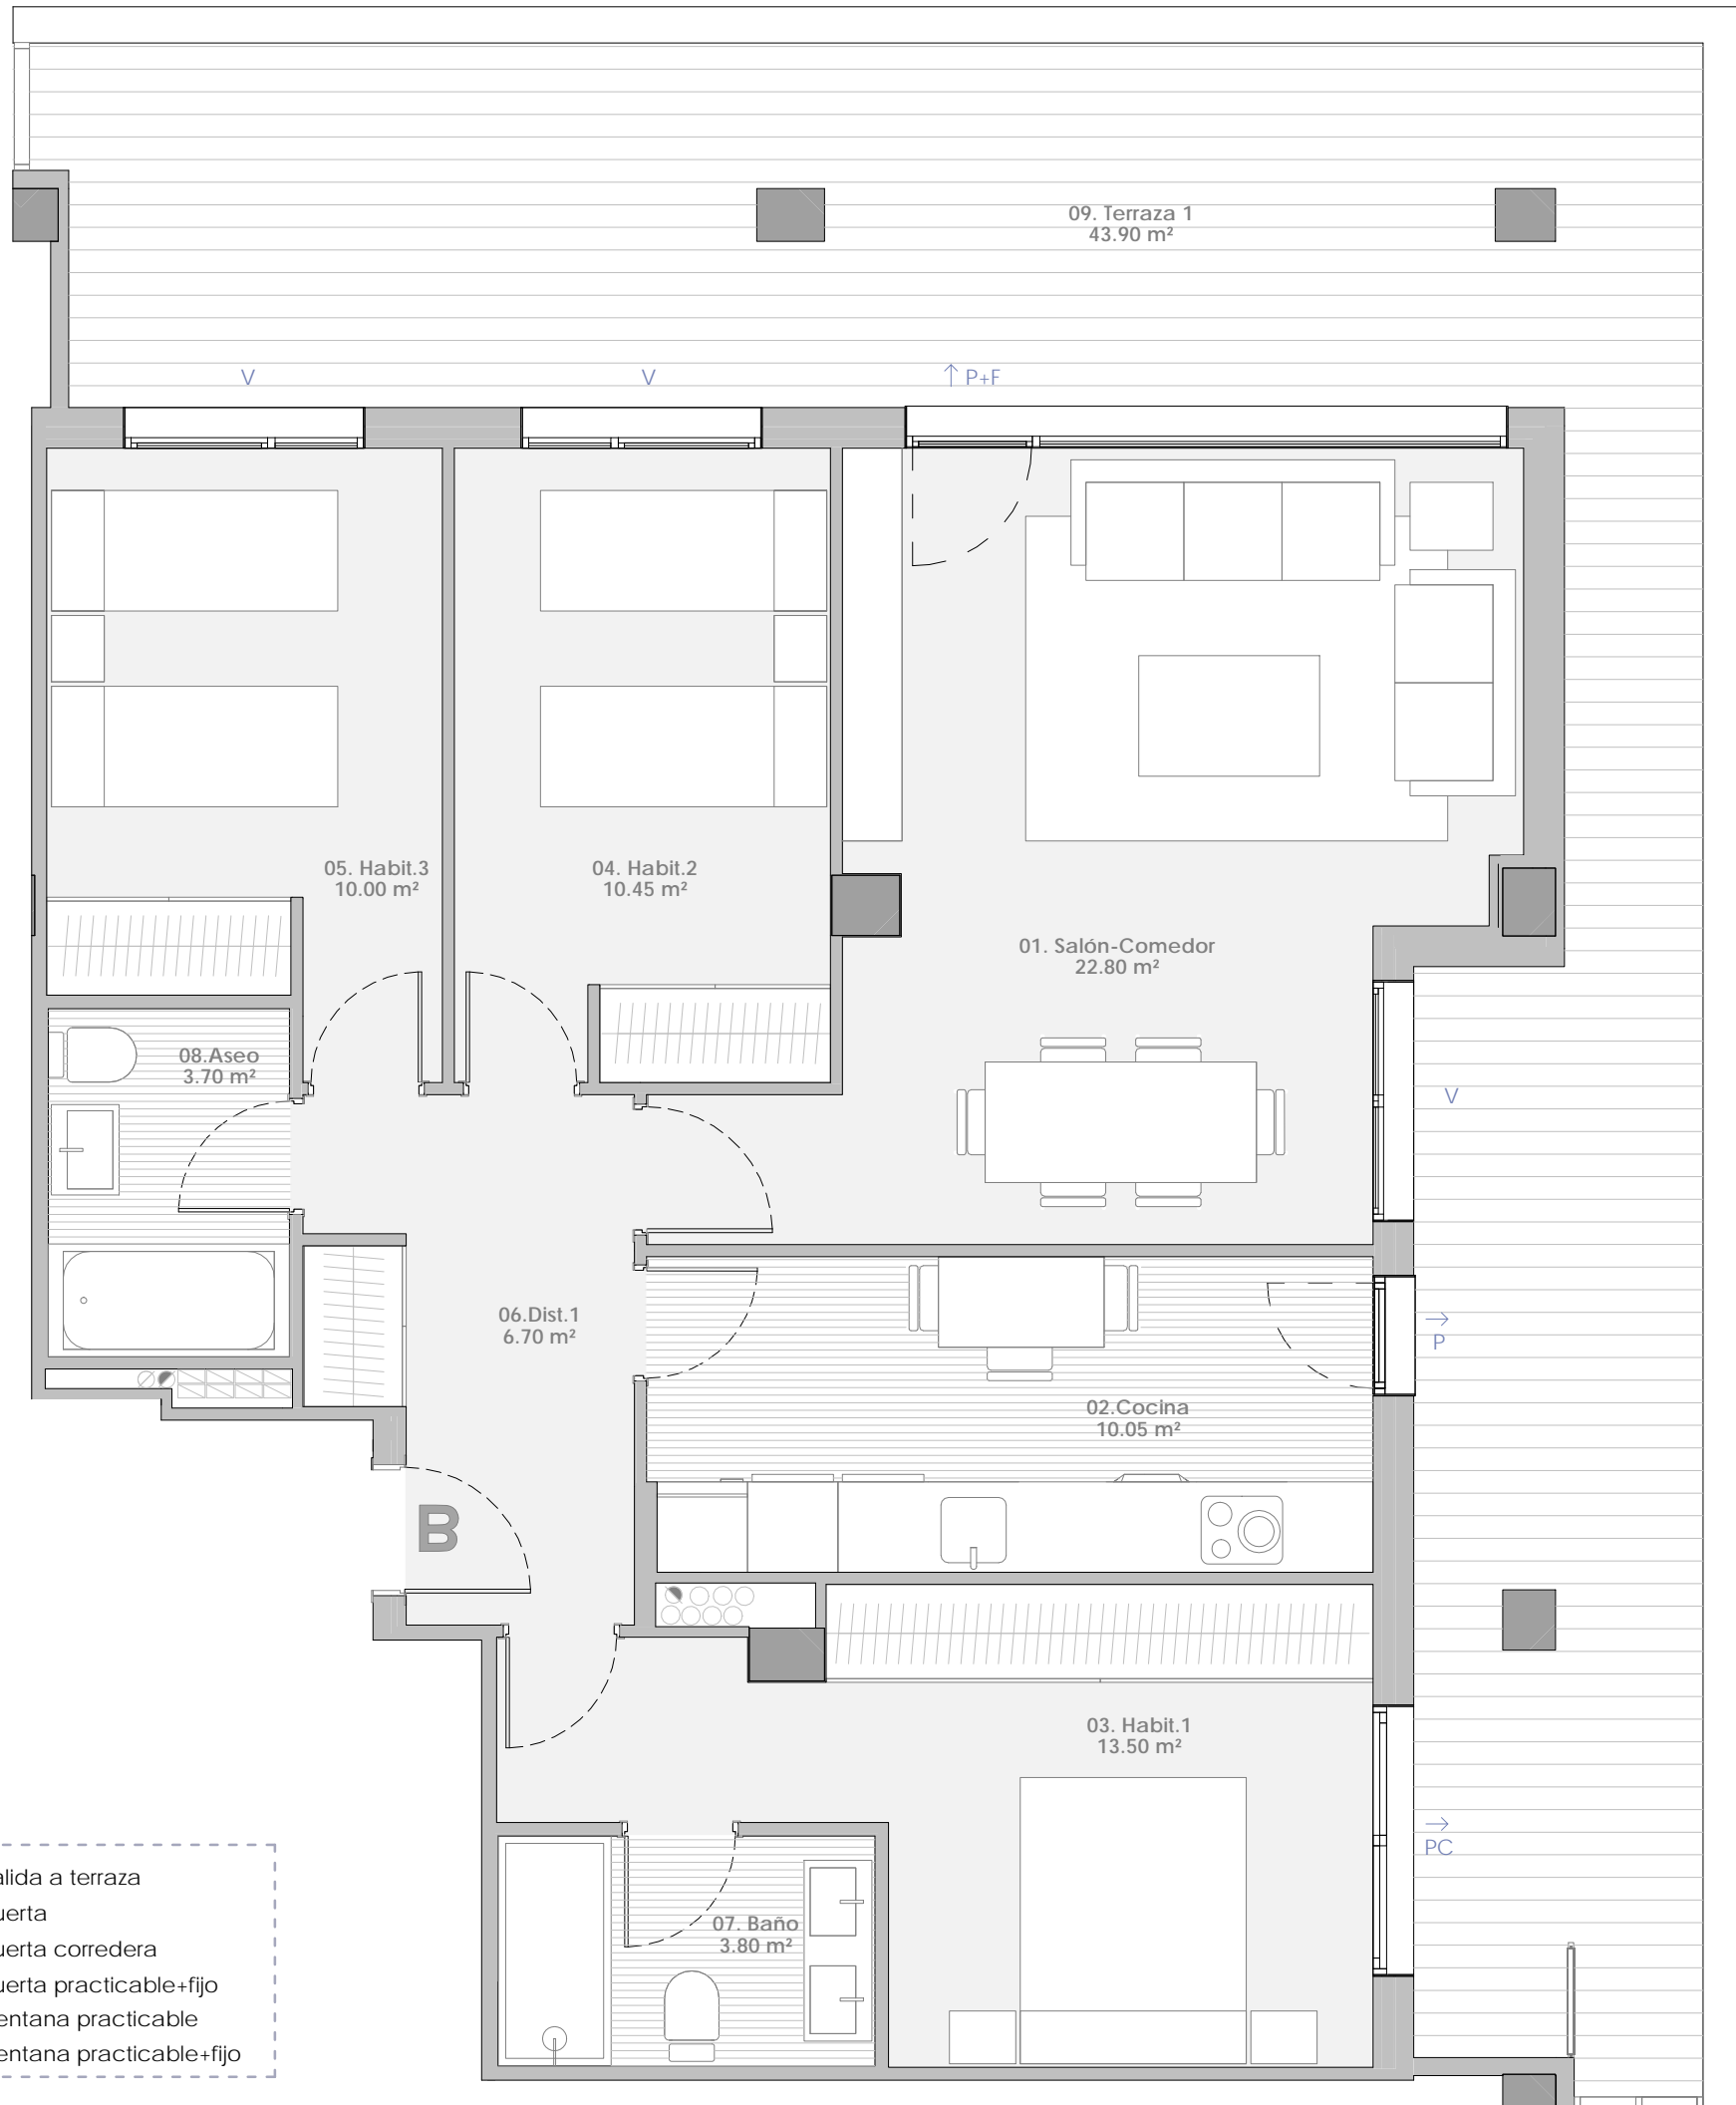 09. Terraza 1
43.90 m²
V
V
↑ P+F
05. Habit.3
10.00 m²
04. Habit.2
10.45 m²
01. Salón-Comedor
22.80 m²
08.Aseo
3.70 m²
V
06.Dist.1
6.70 m²
→
P
02.Cocina
10.05 m²
B
03. Habit.1
13.50 m²
→
PC
07. Baño
3.80 m²
alida a terraza
uerta
uerta corredera
uerta practicable+fijo
entana practicable
entana practicable+fijo